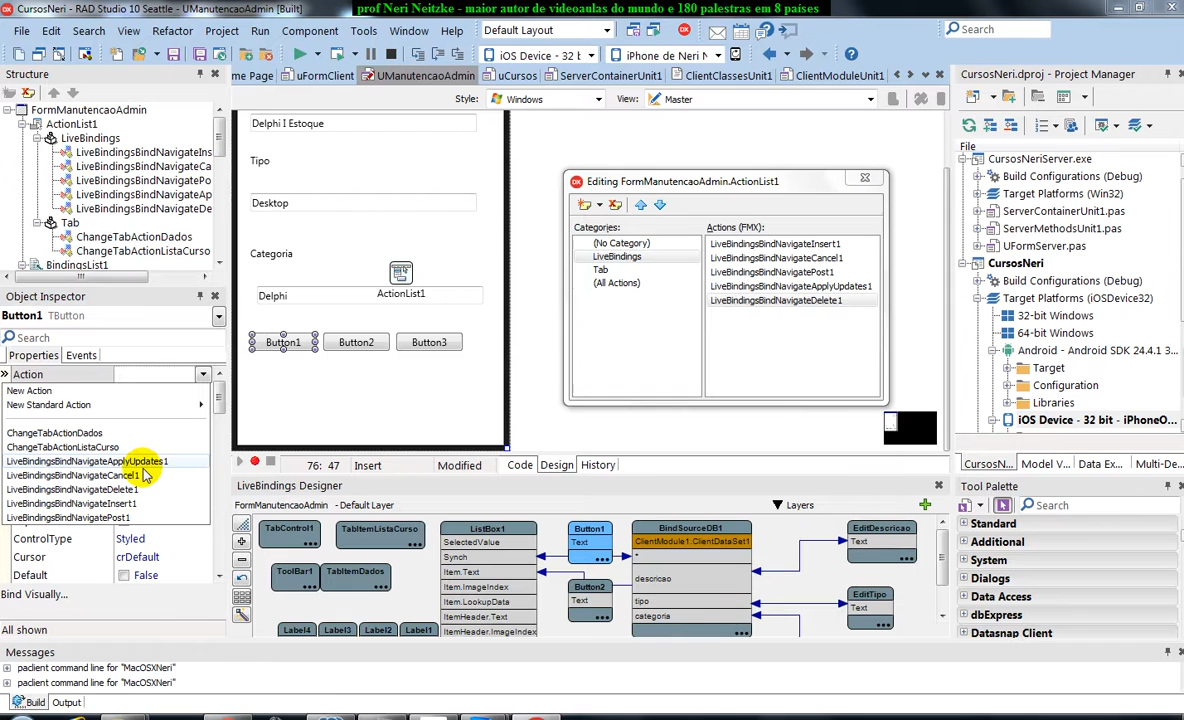 CursosNeri - RAD Studio 10 Seattle - UManutencaoAdmin [Built]
prof Neri Neitzke - maior autor de videoaulas do mundo e 180 palestras em 8 países
File Edit Search View Refactor Project Run Component Tools Window Help
Default Layout
Search
iOS Device - 32 b
iPhone de Neri N
Structure
he Page uFormClient UManutencaoAdmin uCursos ServerContainerUnit1 ClientClassesUnit1 ClientModuleUnit1
CursosNeri.dproj - Project Manager
Style: Windows View: Master
FormManutencaoAdmin
ActionList1
LiveBindings
LiveBindingsBindNavigateIns
LiveBindingsBindNavigateCa
LiveBindingsBindNavigatePo
LiveBindingsBindNavigateAp
LiveBindingsBindNavigateDe
Tab
ChangeTabActionDados
ChangeTabActionListaCurso
BindingsList1
Delphi I Estoque
Tipo
Desktop
Categoria
ActionList1
Delphi
Button1 Button2 Button3
Editing FormManutencaoAdmin.ActionList1
Categories:
(No Category)
LiveBindings
Tab
(All Actions)
Actions (FMX):
LiveBindingsBindNavigateInsert1
LiveBindingsBindNavigateCancel1
LiveBindingsBindNavigatePost1
LiveBindingsBindNavigateApplyUpdates1
LiveBindingsBindNavigateDelete1
File
CursosNeriServer.exe
Build Configurations (Debug)
Target Platforms (Win32)
ServerContainerUnit1.pas
ServerMethodsUnit1.pas
UFormServer.pas
CursosNeri
Build Configurations (Debug)
Target Platforms (iOSDevice32)
32-bit Windows
64-bit Windows
Android - Android SDK 24.4.1 3...
Target
Configuration
Libraries
iOS Device - 32 bit - iPhoneO...
CursosN... Model V... Data Ex... Multi-De...
Object Inspector
Button1 TButton
Search
Properties Events
Action
New Action
New Standard Action
ChangeTabActionDados
ChangeTabActionListaCurso
LiveBindingsBindNavigateApplyUpdates1
LiveBindingsBindNavigateCancel1
LiveBindingsBindNavigateDelete1
LiveBindingsBindNavigateInsert1
LiveBindingsBindNavigatePost1
ControlType Styled
Cursor crDefault
Default False
Bind Visually...
All shown
76: 47 Insert Modified Code Design History
LiveBindings Designer
FormManutencaoAdmin - Default Layer
Layers
TabControl1
TabItemListaCurso
ToolBar1
TabItemDados
Label4 Label3 Label2 Label1
ListBox1
SelectedValue
Synch
Item.Text
Item.ImageIndex
Item.LookupData
ItemHeader.Text
ItemHeader.ImageIndex
Button1
Text
Button2
Text
BindSourceDB1
ClientModule1.ClientDataSet1
*
descricao
tipo
categoria
EditDescricao
Text
EditTipo
Text
Tool Palette
Search
Standard
Additional
System
Dialogs
Data Access
dbExpress
Datasnap Client
Messages
paclient command line for "MacOSXNeri"
paclient command line for "MacOSXNeri"
Build Output